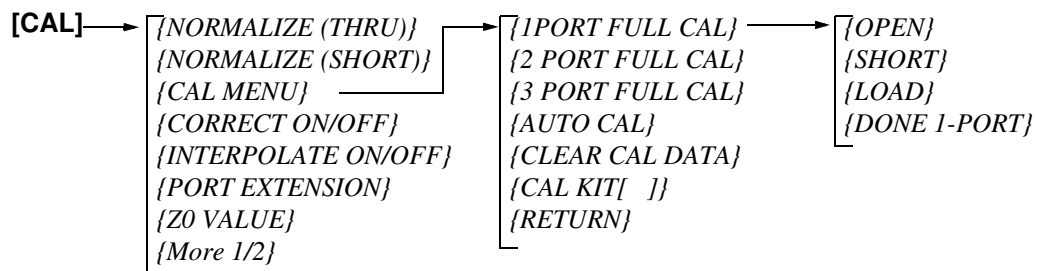 [CAL]
{NORMALIZE (THRU)}
{NORMALIZE (SHORT)}
{CAL MENU}
{CORRECT ON/OFF}
{INTERPOLATE ON/OFF}
{PORT EXTENSION}
{Z0 VALUE}
{More 1/2}
{1PORT FULL CAL}
{2 PORT FULL CAL}
{3 PORT FULL CAL}
{AUTO CAL}
{CLEAR CAL DATA}
{CAL KIT[   ]}
{RETURN}
{OPEN}
{SHORT}
{LOAD}
{DONE 1-PORT}